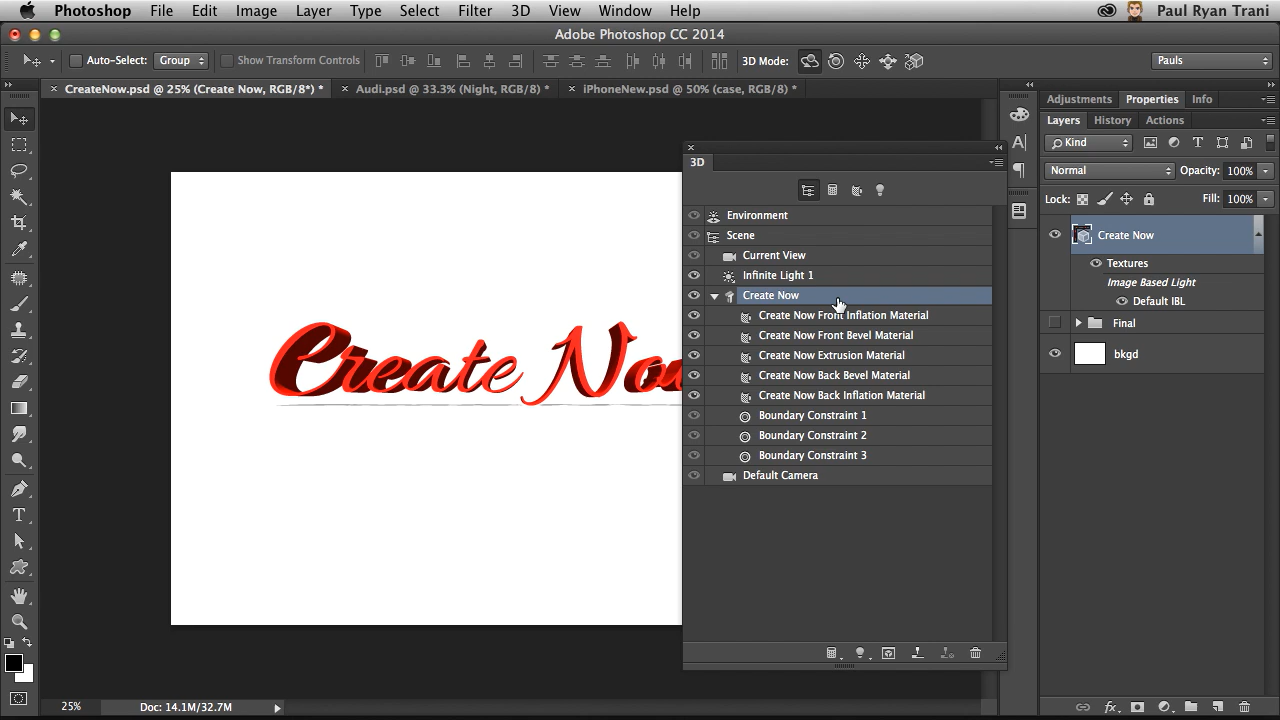 Photoshop File Edit Image Layer Type Select Filter 3D View Window Help Paul Ryan Trani
Adobe Photoshop CC 2014
Auto-Select: Group Show Transform Controls 3D Mode: Pauls
CreateNow.psd @ 25% (Create Now, RGB/8*) * Audi.psd @ 33.3% (Night, RGB/8) * iPhoneNew.psd @ 50% (case, RGB/8) *
Adjustments Properties Info
Layers History Actions
Kind
Normal Opacity: 100%
Lock: Fill: 100%
Create Now
Textures
Image Based Light
Default IBL
Final
bkgd
3D
Environment
Scene
Current View
Infinite Light 1
Create Now
Create Now Front Inflation Material
Create Now Front Bevel Material
Create Now Extrusion Material
Create Now Back Bevel Material
Create Now Back Inflation Material
Boundary Constraint 1
Boundary Constraint 2
Boundary Constraint 3
Default Camera
Create Now
25% Doc: 14.1M/32.7M